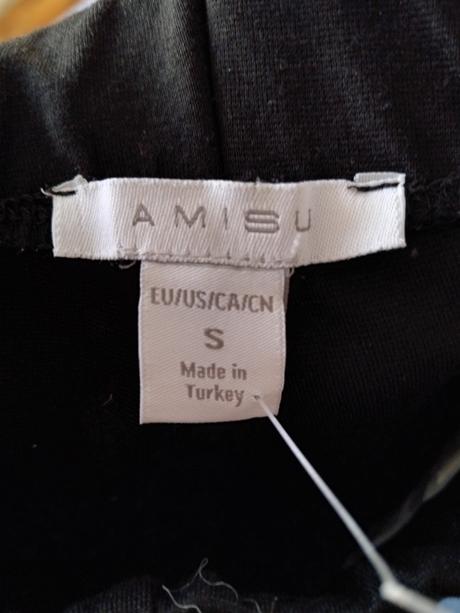 AMISU
EU/US/CA/CN
S
Made in
Turkey